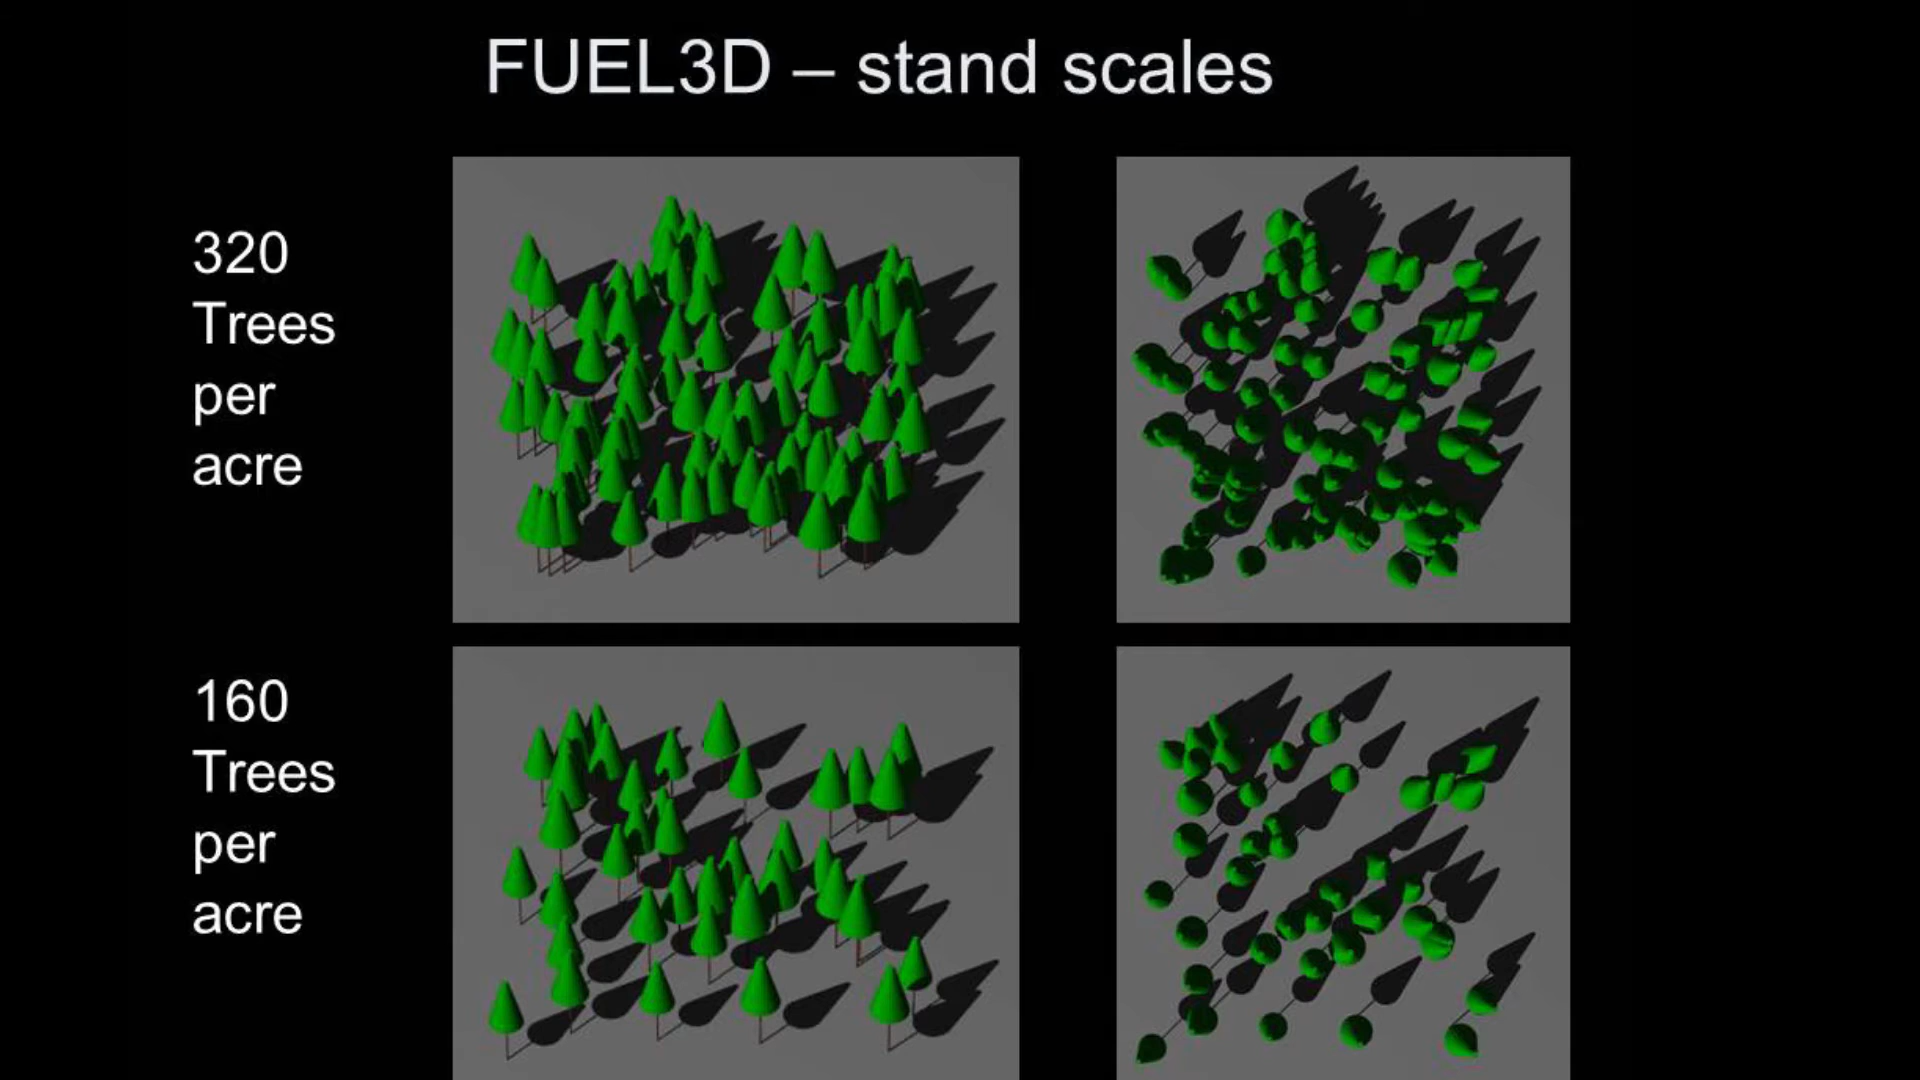 FUEL3D – stand scales
320
Trees
per
acre
160
Trees
per
acre